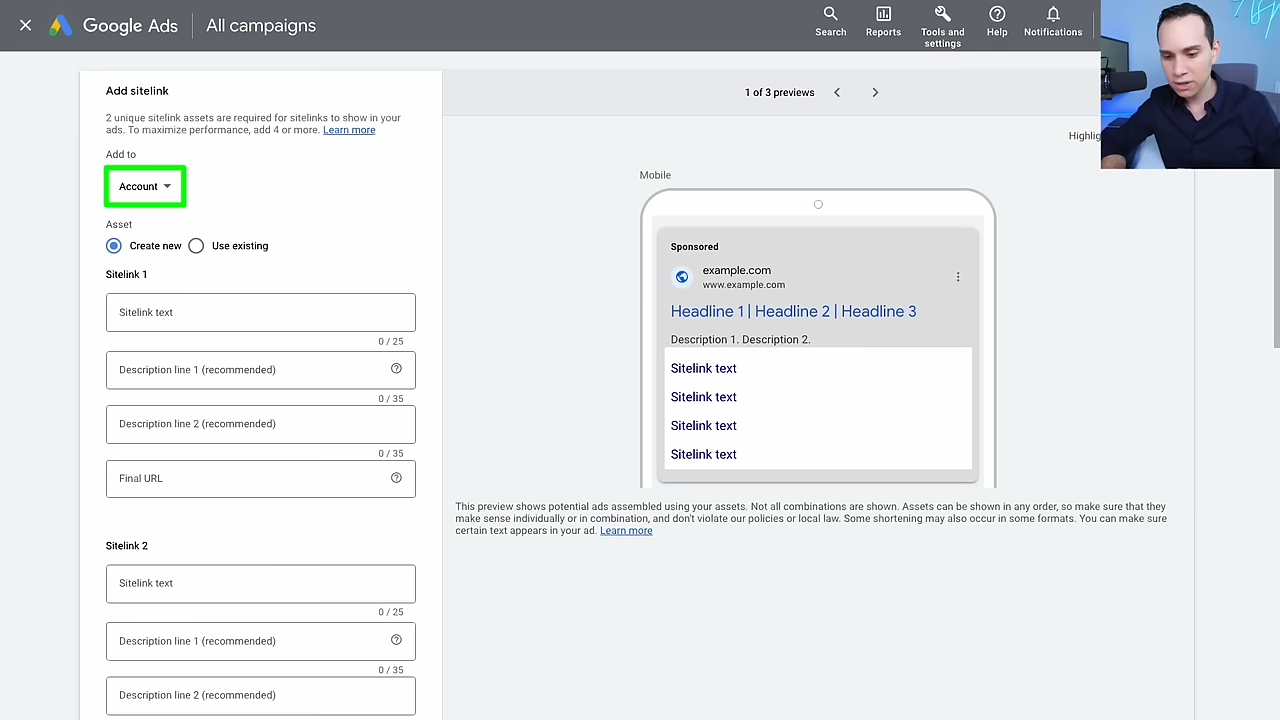 Google Ads
All campaigns
Search
Reports
Tools and
settings
Help
Notifications
Add sitelink
2 unique sitelink assets are required for sitelinks to show in your
ads. To maximize performance, add 4 or more. Learn more
Add to
Account
Asset
Create new
Use existing
Sitelink 1
Sitelink text
0 / 25
Description line 1 (recommended)
0 / 35
Description line 2 (recommended)
0 / 35
Final URL
Sitelink 2
Sitelink text
0 / 25
Description line 1 (recommended)
0 / 35
Description line 2 (recommended)
1 of 3 previews
Highlig
Mobile
Sponsored
example.com
www.example.com
Headline 1 | Headline 2 | Headline 3
Description 1. Description 2.
Sitelink text
Sitelink text
Sitelink text
Sitelink text
This preview shows potential ads assembled using your assets. Not all combinations are shown. Assets can be shown in any order, so make sure that they
make sense individually or in combination, and don't violate our policies or local law. Some shortening may also occur in some formats. You can make sure
certain text appears in your ad. Learn more